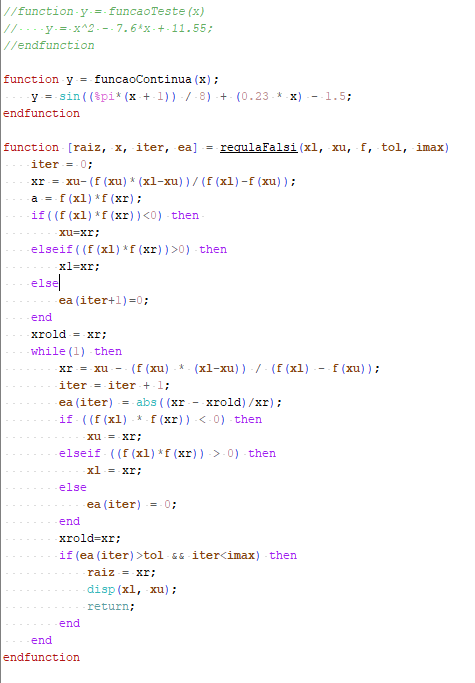 //function y = funcaoTeste(x)
//    y = x^2 - 7.6*x + 11.55;
//endfunction
function y = funcaoContinua(x);
    y = sin((%pi*(x + 1)) / 8) + (0.23 * x) - 1.5;
endfunction
function [raiz, x, iter, ea] = regulaFalsi(xl, xu, f, tol, imax)
    iter = 0;
    xr = xu-(f(xu)*(xl-xu))/(f(xl)-f(xu));
    a = f(xl)*f(xr);
    if((f(xl)*f(xr))<0) then
        xu=xr;
    elseif((f(xl)*f(xr))>0) then
        xl=xr;
    else
        ea(iter+1)=0;
    end
    xrold = xr;
    while(1) then
        xr = xu - (f(xu) * (xl-xu)) / (f(xl) - f(xu));
        iter = iter + 1;
        ea(iter) = abs((xr - xrold)/xr);
        if ((f(xl) * f(xr)) < 0) then
            xu = xr;
        elseif ((f(xl)*f(xr)) > 0) then
            xl = xr;
        else
            ea(iter) = 0;
        end
        xrold=xr;
        if(ea(iter)>tol && iter<imax) then
            raiz = xr;
            disp(xl, xu);
            return;
        end
    end
endfunction